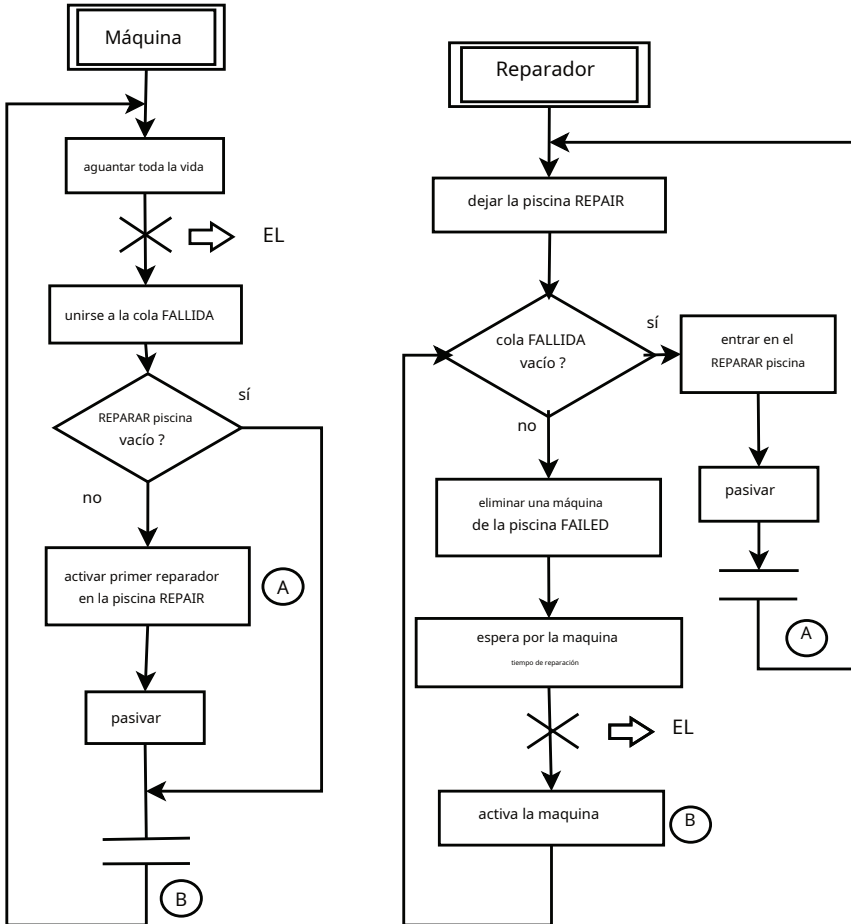 Máquina
aguantar toda la vida
EL
unirse a la cola FALLIDA
REPARAR piscina
vacío ?
sí
no
activar primer reparador
en la piscina REPAIR
A
pasivar
B
Reparador
dejar la piscina REPAIR
cola FALLIDA
vacío ?
sí
entrar en el
REPARAR piscina
no
pasivar
eliminar una máquina
de la piscina FAILED
A
espera por la maquina
tiempo de reparación
EL
activa la maquina
B